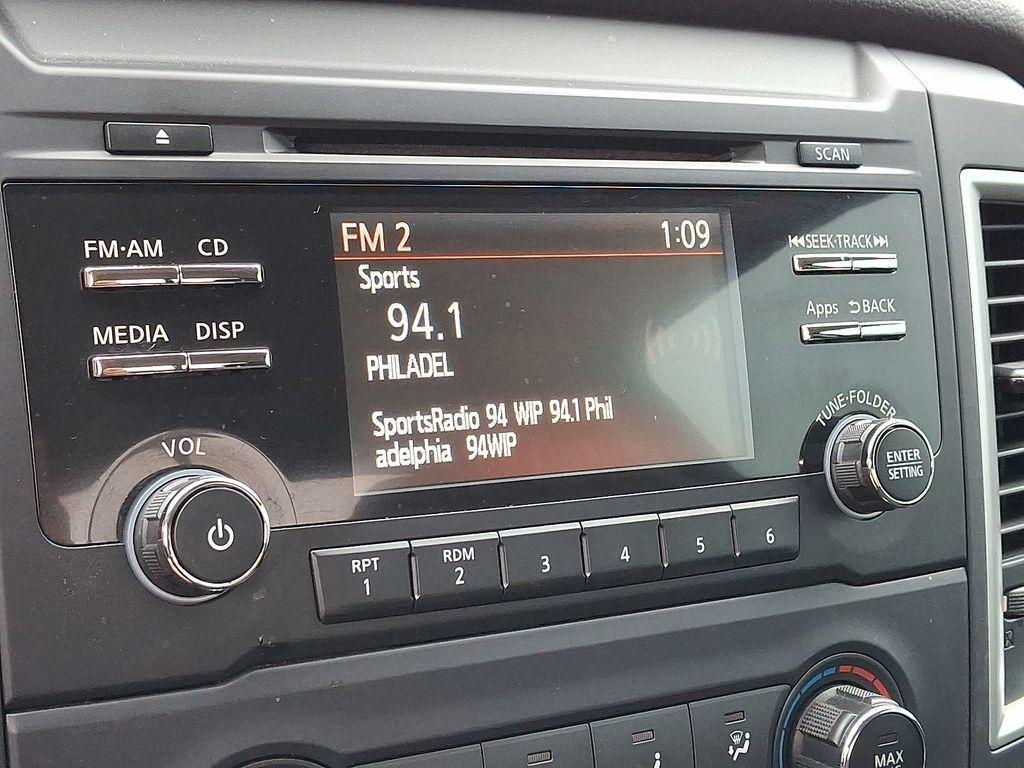 SCAN
FM·AM CD
MEDIA DISP
VOL
FM 2 1:09
Sports
94.1
PHILADEL
SportsRadio 94 WIP 94.1 Phil
adelphia 94WIP
SEEK·TRACK
Apps BACK
TUNE·FOLDER
ENTER
SETTING
RPT
1
RDM
2
3
4
5
6
MAX